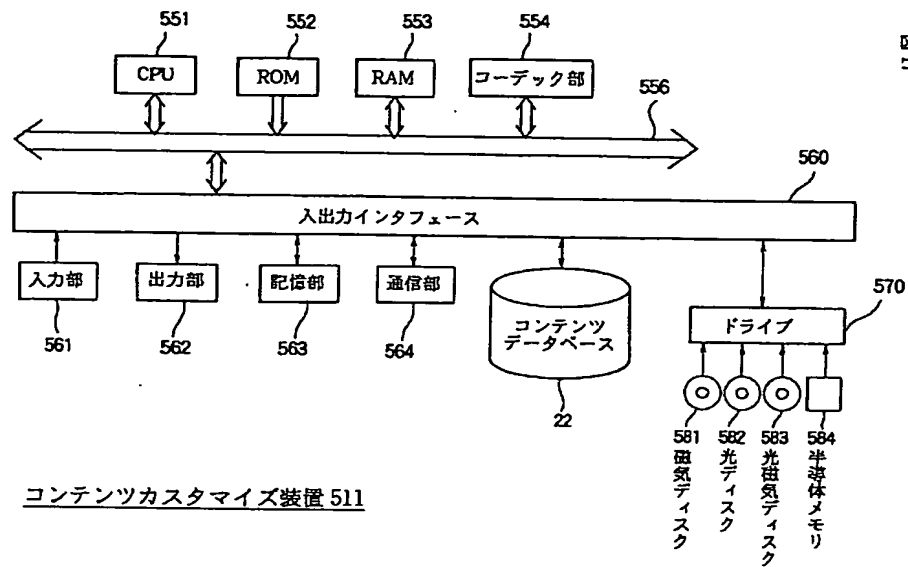 551
552
553
554
CPU
ROM
RAM
コーデック部
556
560
入出力インタフェース
入力部
出力部
記憶部
通信部
コンテンツ
データベース
ドライブ
570
561
562
563
564
22
581
582
583
584
磁気ディスク
光ディスク
光磁気ディスク
半導体メモリ
コンテンツカスタマイズ装置 511